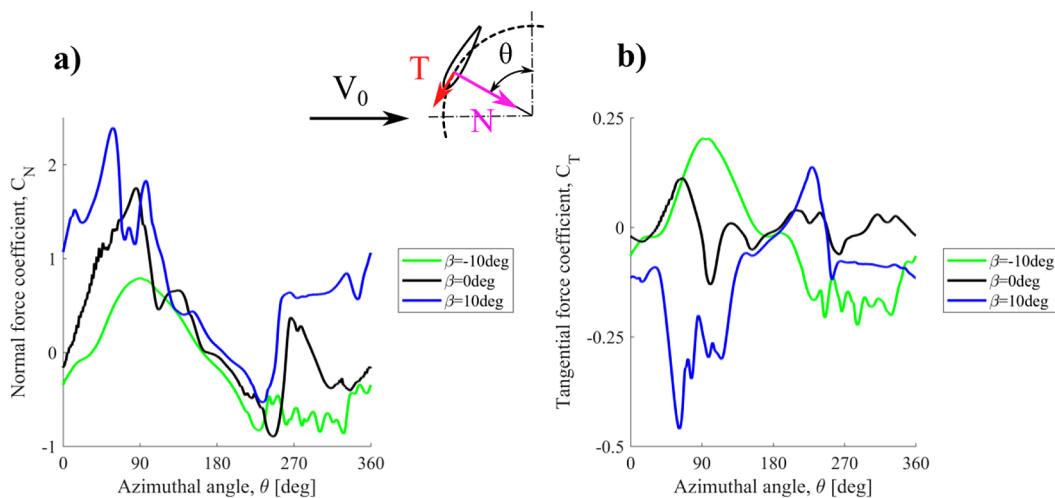 a)
V0
T
N
θ
b)
Normal force coefficient, CN
2
1
0
-1
0
90
180
270
360
Azimuthal angle, θ [deg]
β=-10deg
β=0deg
β=10deg
Tangential force coefficient, CT
0.25
0
-0.25
-0.5
0
90
180
270
360
Azimuthal angle, θ [deg]
β=-10deg
β=0deg
β=10deg